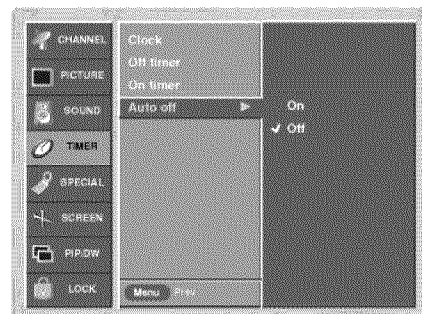 CHANNEL
PICTURE
SOUND
TIMER
SPECIAL
SCREEN
PIP/DW
LOCK
Clock
Off timer
On timer
Auto off
On
Off
Menu Prev.